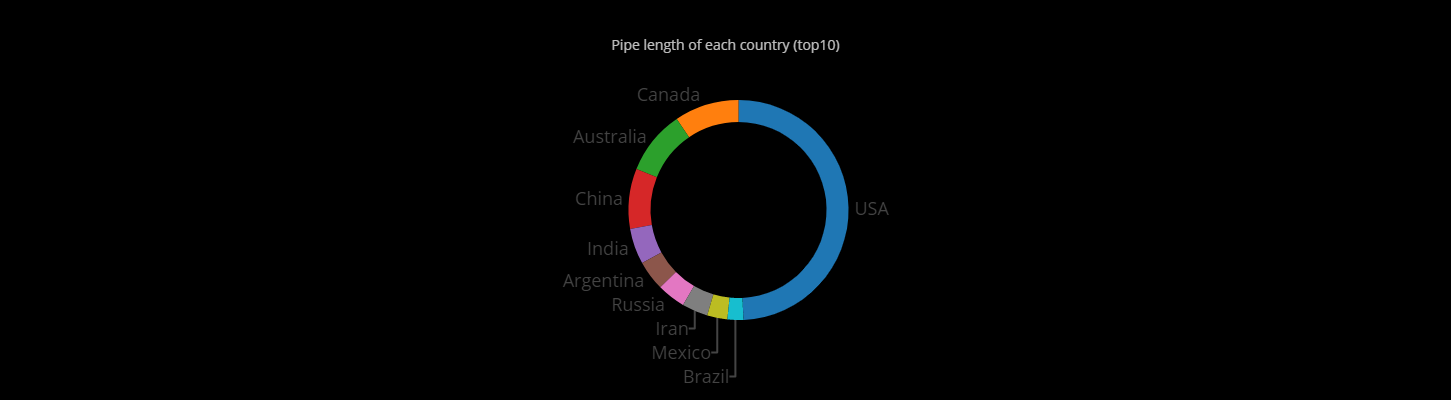 Pipe length of each country (top10)
Canada
Australia
China
USA
India
Argentina
Russia
Iran
Mexico
Brazil